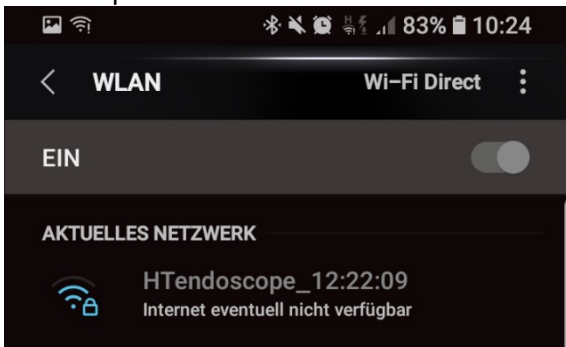 83% 10:24
WLAN Wi-Fi Direct
EIN
AKTUELLES NETZWERK
HTendoscope_12:22:09
Internet eventuell nicht verfügbar